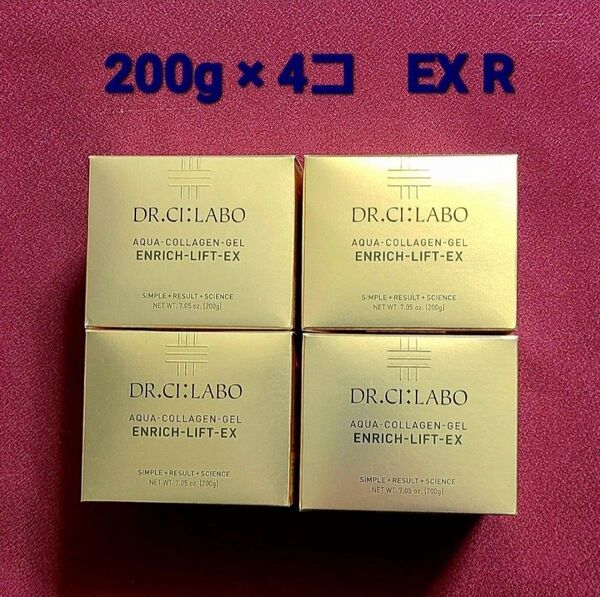 200g × 4コ EX R
DR.CI:LABO
AQUA-COLLAGEN-GEL
ENRICH-LIFT-EX
SIMPLE+RESULT+SCIENCE
NET WT. 7.05 oz. [200g]
DR.CI:LABO
AQUA-COLLAGEN-GEL
ENRICH-LIFT-EX
SIMPLE+RESULT+SCIENCE
NET WT. 7.05 oz. [200g]
DR.CI:LABO
AQUA-COLLAGEN-GEL
ENRICH-LIFT-EX
SIMPLE+RESULT+SCIENCE
NET WT. 7.05 oz. [200g]
DR.CI:LABO
AQUA-COLLAGEN-GEL
ENRICH-LIFT-EX
SIMPLE+RESULT+SCIENCE
NET WT. 7.05 oz. [200g]